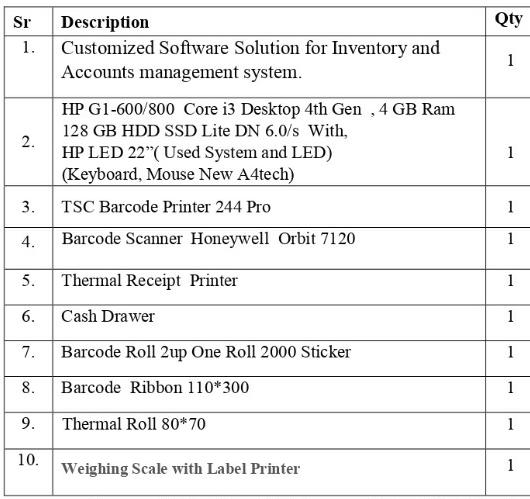 Sr Description Qty
1. Customized Software Solution for Inventory and
Accounts management system. 1
HP G1-600/800 Core i3 Desktop 4th Gen , 4 GB Ram
128 GB HDD SSD Lite DN 6.0/s With,
2. HP LED 22”( Used System and LED) 1
(Keyboard, Mouse New A4tech)
3. TSC Barcode Printer 244 Pro 1
4. Barcode Scanner Honeywell Orbit 7120 1
5. Thermal Receipt Printer 1
6. Cash Drawer 1
7. Barcode Roll 2up One Roll 2000 Sticker 1
8. Barcode Ribbon 110*300 1
9. Thermal Roll 80*70 1
10. Weighing Scale with Label Printer 1